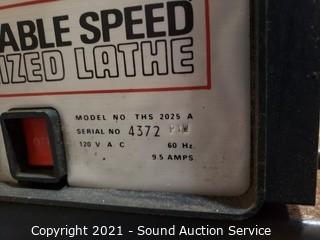 ABLE SPEED
IZED LATHE
MODEL NO THS 2025 A
SERIAL NO 4372
120 V A.C 60 Hz.
9.5 AMPS
Copyright 2021 - Sound Auction Service